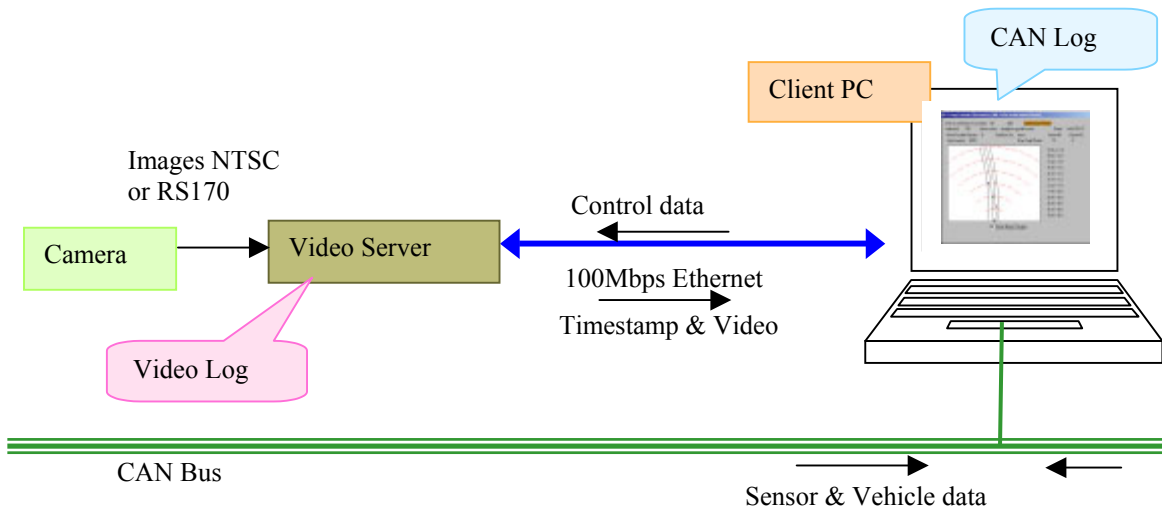 CAN Log
Client PC
Images NTSC
or RS170
Control data
Camera
Video Server
100Mbps Ethernet
Timestamp & Video
Video Log
CAN Bus
Sensor & Vehicle data